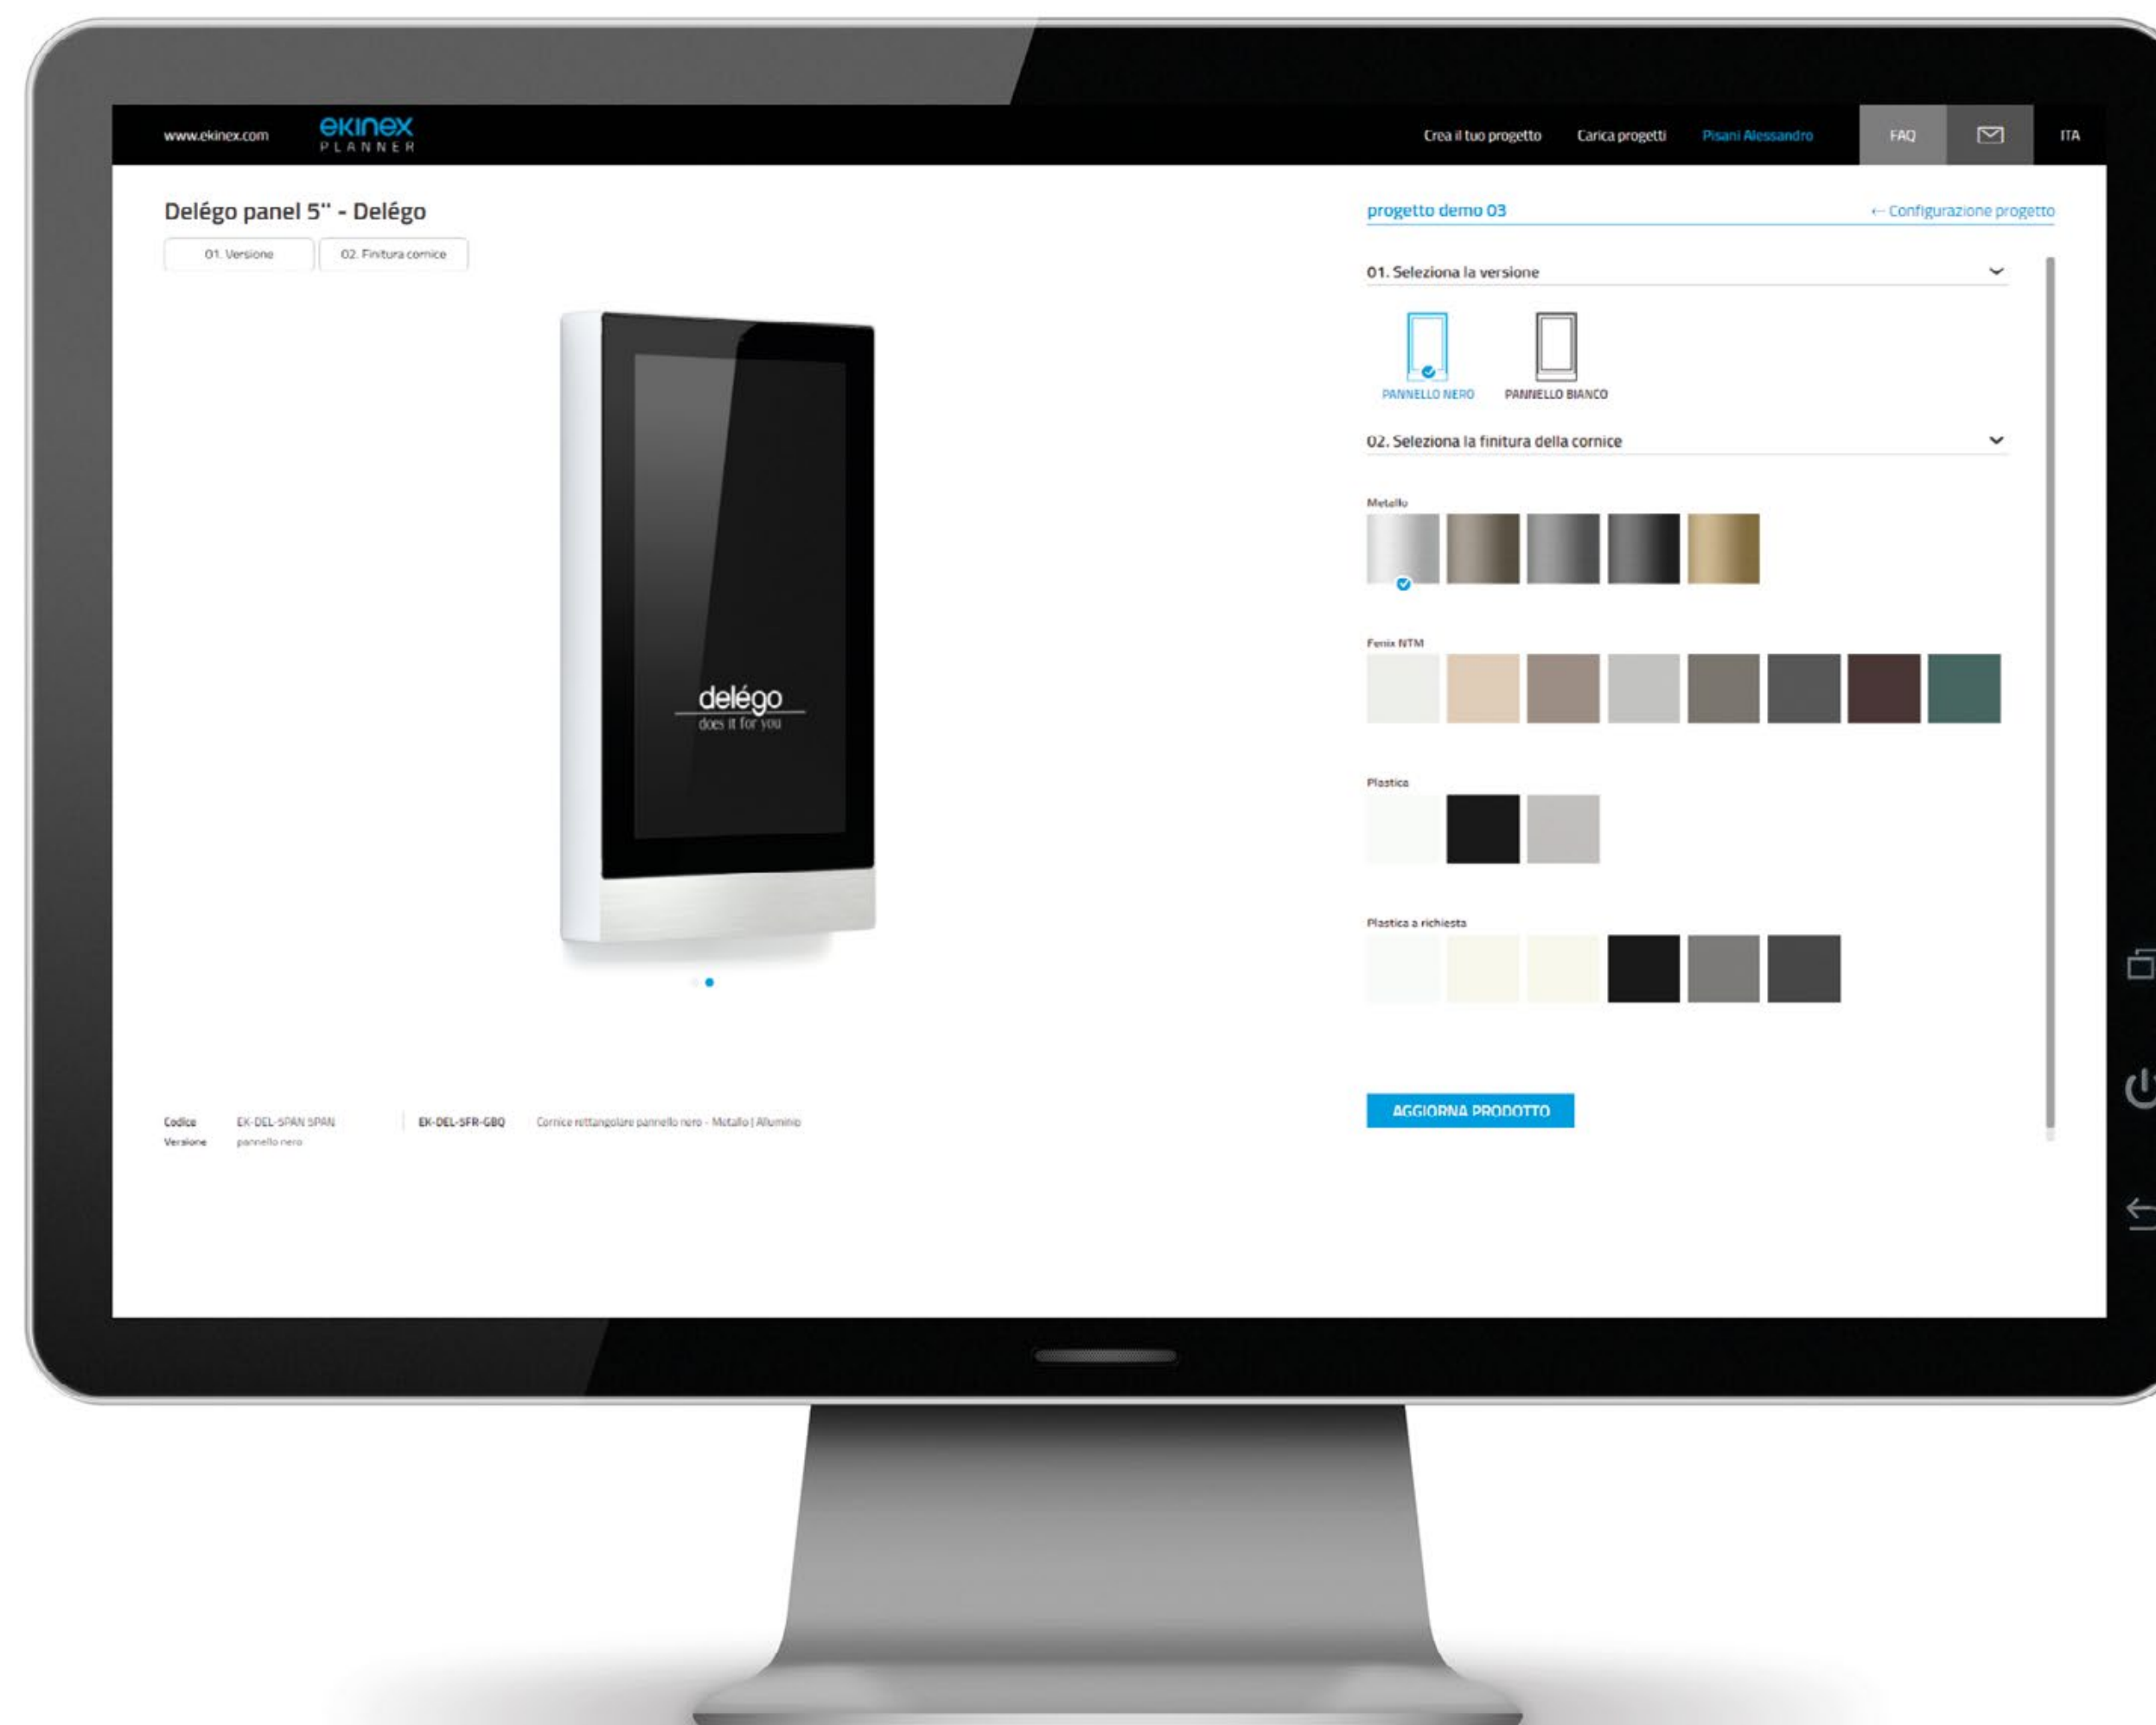 www.ekinex.com
ekinex
PLANNER
Crea il tuo progetto Carica progetti Pisani Alessandro FAQ ITA
Delégo panel 5'' - Delégo
01. Versione 02. Finitura cornice
delégo
does it for you
Codice EK-DEL-5PAN 5PAN EK-DEL-5FR-GBQ Cornice rettangolare pannello nero - Metallo | Alluminio
Versione pannello nero
progetto demo 03 ← Configurazione progetto
01. Seleziona la versione
PANNELLO NERO PANNELLO BIANCO
02. Seleziona la finitura della cornice
Metallo
Fenix NTM
Plastica
Plastica a richiesta
AGGIORNA PRODOTTO